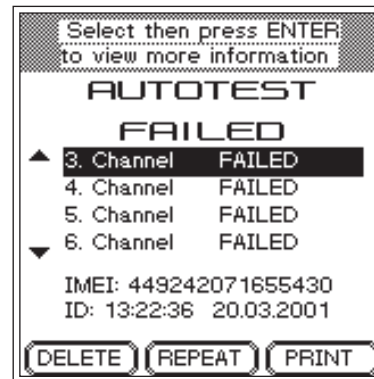 Select then press ENTER
to view more information
AUTOTEST
FAILED
3. Channel FAILED
4. Channel FAILED
5. Channel FAILED
6. Channel FAILED
IMEI: 449242071655430
ID: 13:22:36 20.03.2001
DELETE REPEAT PRINT